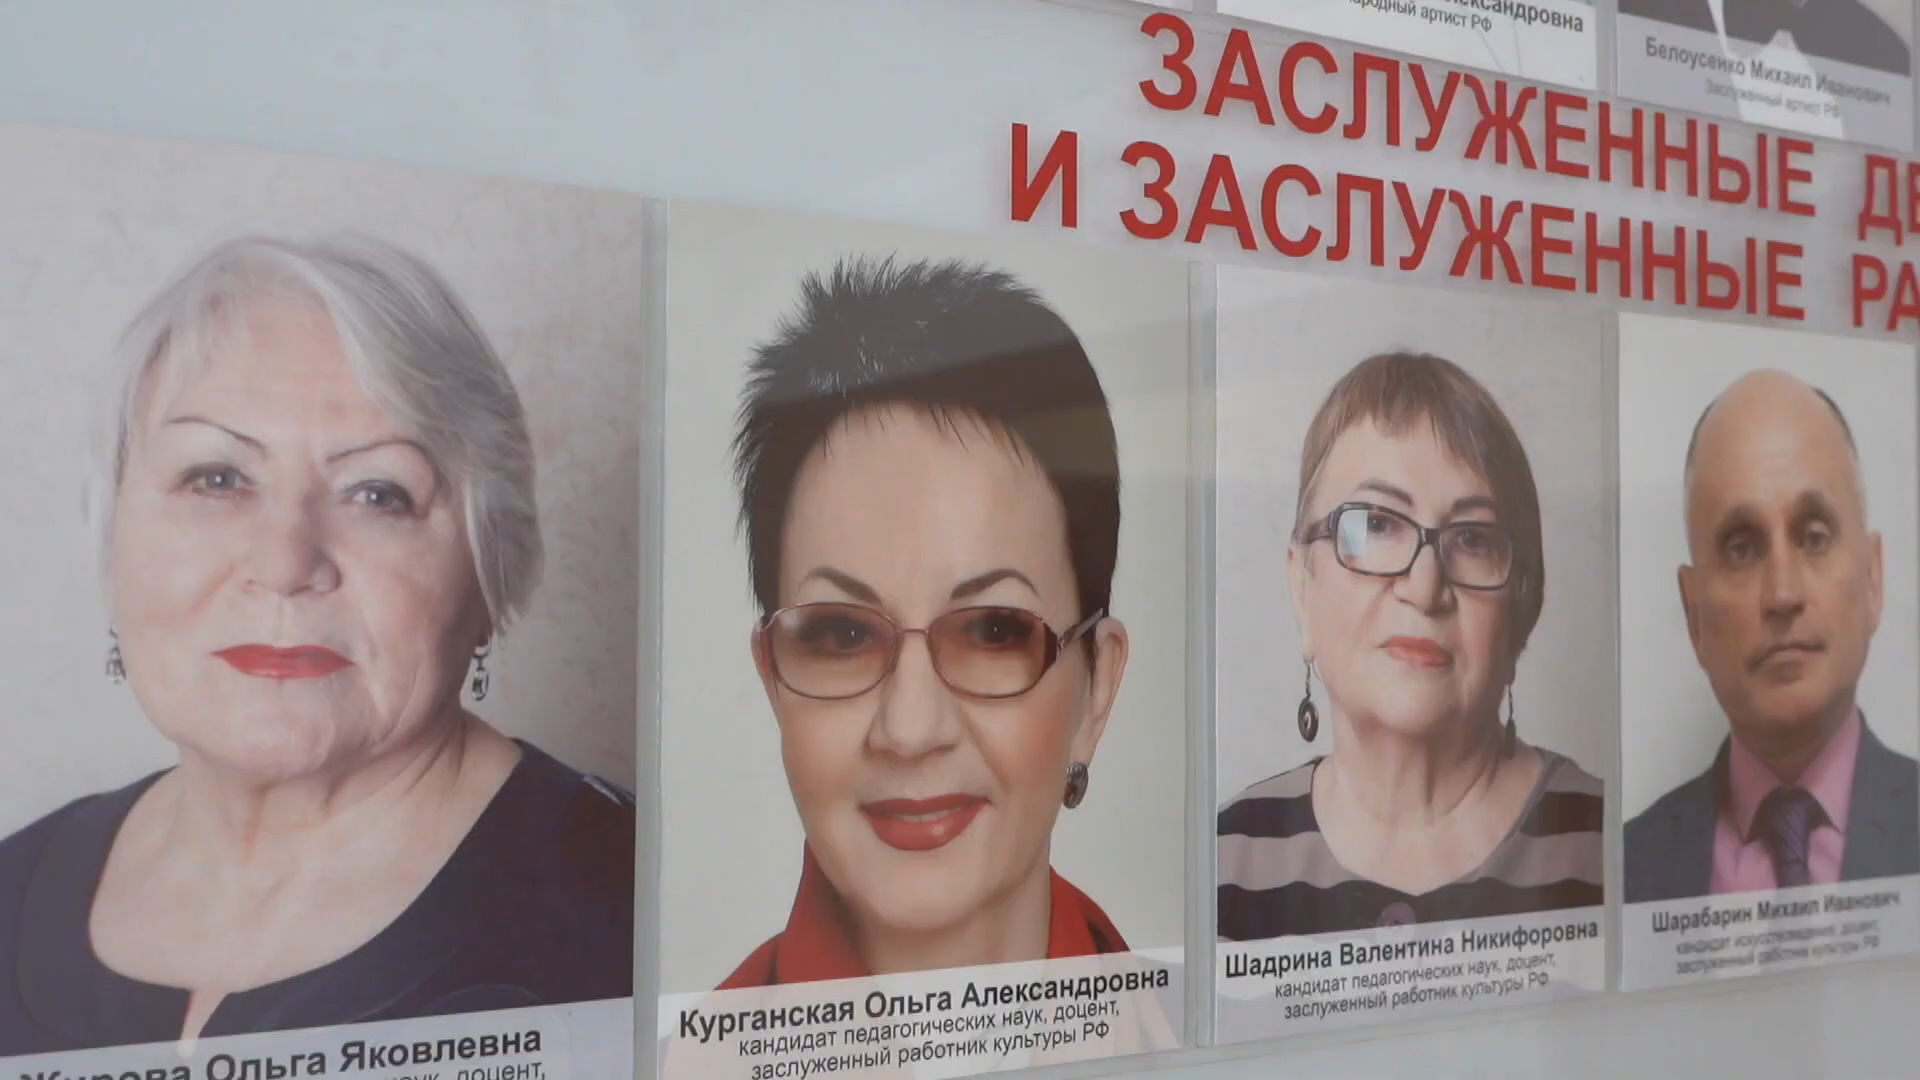 Александровна
народный артист РФ
Белоусенко Михаил Иванович
Заслуженный артист РФ
ЗАСЛУЖЕННЫЕ
И ЗАСЛУЖЕННЫЕ
Ольга Яковлевна
доцент,
Курганская Ольга Александровна
кандидат педагогических наук, доцент,
заслуженный работник культуры РФ
Шадрина Валентина Никифоровна
кандидат педагогических наук, доцент,
заслуженный работник культуры РФ
Шарабарин Михаил Иванович
кандидат искусствоведения, доцент,
заслуженный работник культуры РФ